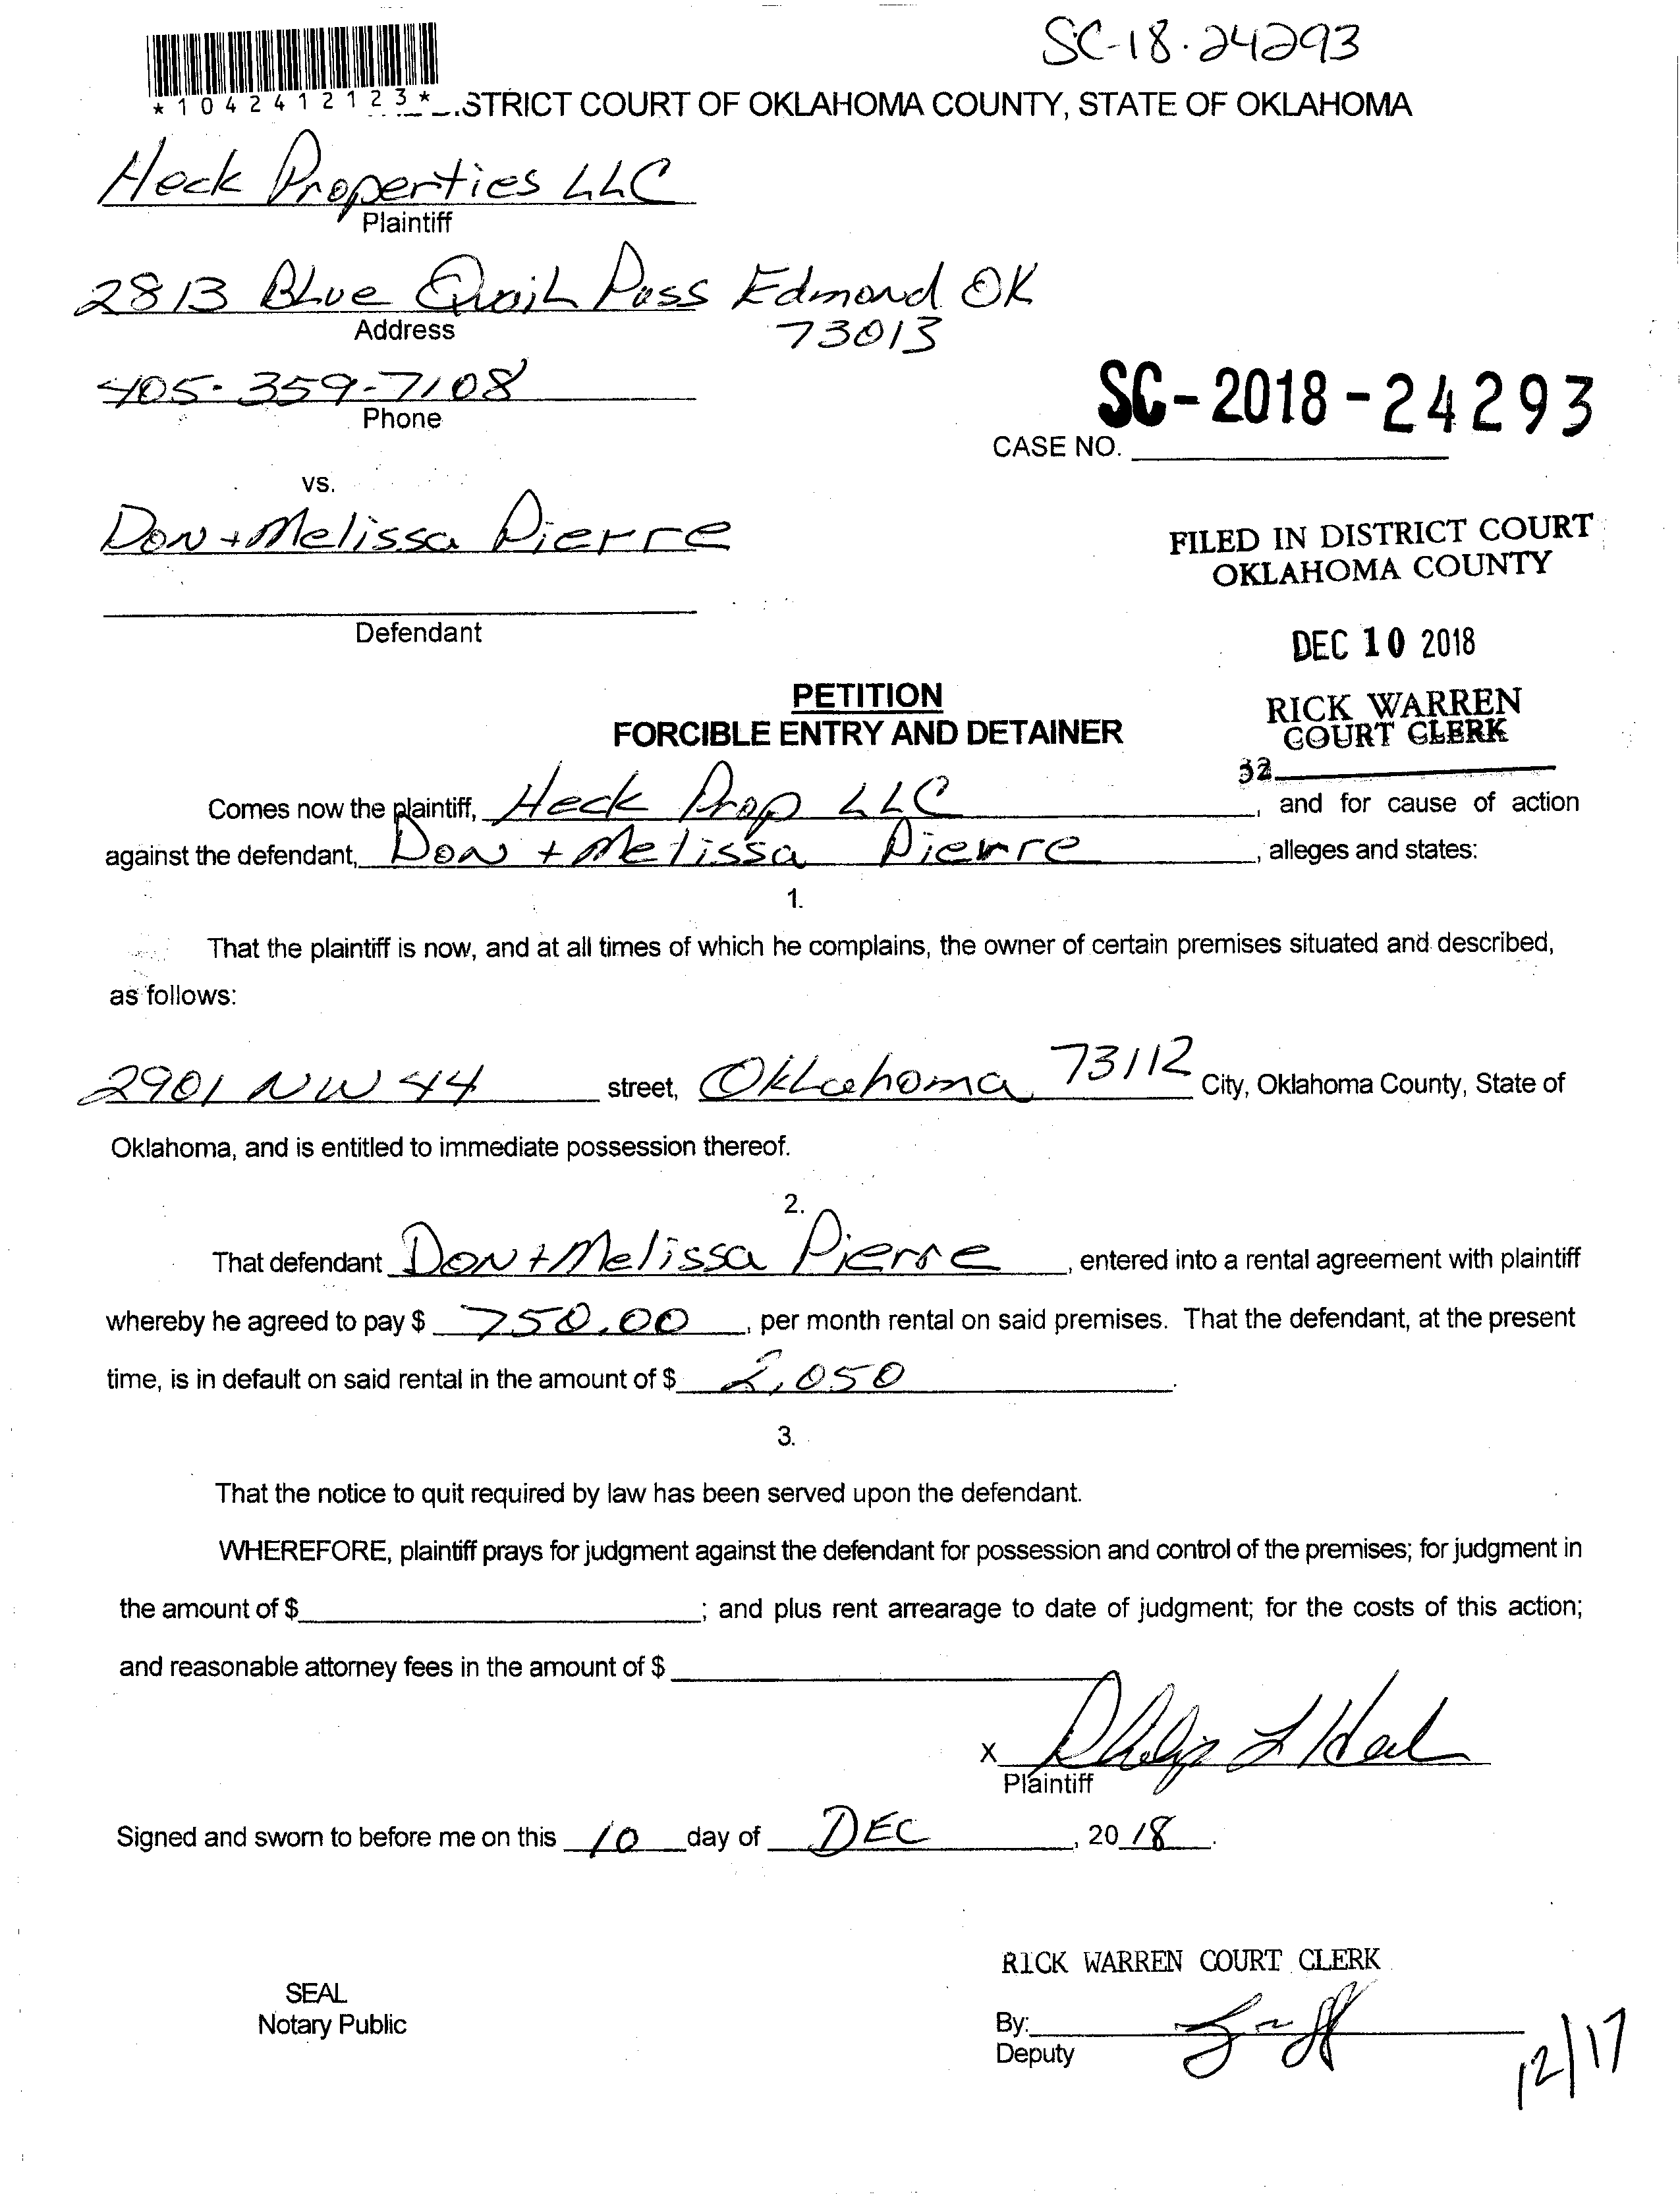 SC-18-24293
*1042412123*
STRICT COURT OF OKLAHOMA COUNTY, STATE OF OKLAHOMA
Heck Properties LLC
Plaintiff
2813 Blue Quail Pass Edmond OK
73013
Address
405-359-7108
Phone
SC-2018-24293
CASE NO.
vs.
Don + Melissa Pierre
FILED IN DISTRICT COURT
OKLAHOMA COUNTY
Defendant
DEC 10 2018
PETITION
FORCIBLE ENTRY AND DETAINER
RICK WARREN
COURT CLERK
32
Comes now the plaintiff, Heck Prop LLC, and for cause of action
against the defendant, Don + Melissa Pierre, alleges and states:
1.
That the plaintiff is now, and at all times of which he complains, the owner of certain premises situated and described,
as follows:
2901 NW 44 street, Oklahoma 73112 City, Oklahoma County, State of
Oklahoma, and is entitled to immediate possession thereof.
2.
That defendant Don + Melissa Pierre, entered into a rental agreement with plaintiff
whereby he agreed to pay $ 750.00, per month rental on said premises. That the defendant, at the present
time, is in default on said rental in the amount of $ 2,050.
3.
That the notice to quit required by law has been served upon the defendant.
WHEREFORE, plaintiff prays for judgment against the defendant for possession and control of the premises; for judgment in
the amount of $ ; and plus rent arrearage to date of judgment; for the costs of this action;
and reasonable attorney fees in the amount of $
x Philip L Heck
Plaintiff
Signed and sworn to before me on this 10 day of DEC, 2018.
RICK WARREN COURT CLERK
SEAL
Notary Public
By:
Deputy
12/17